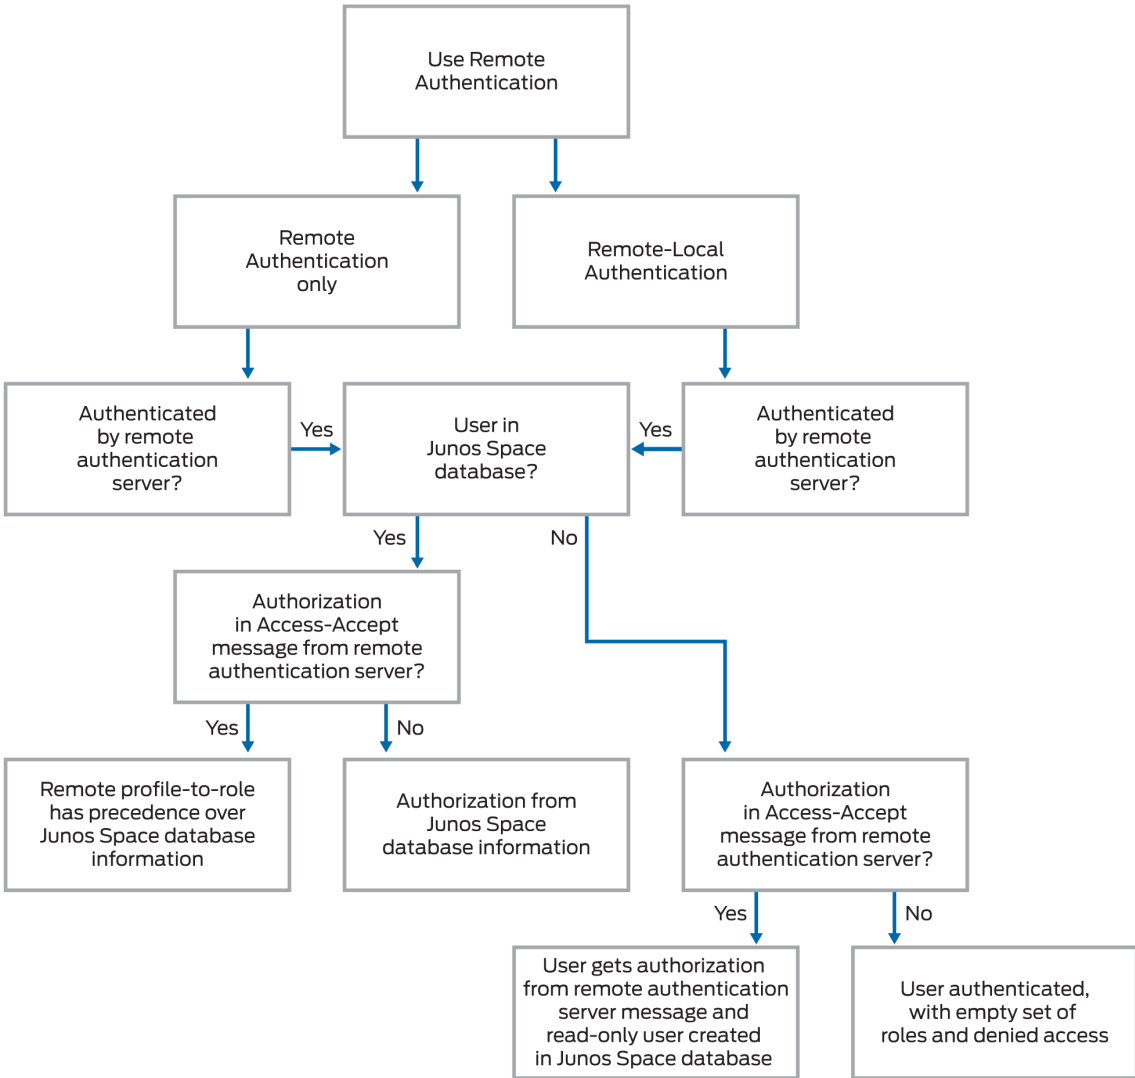 Use Remote
Authentication
Remote
Authentication
only
Remote-Local
Authentication
Authenticated
by remote
authentication
server?
Yes
User in
Junos Space
database?
Yes
Authenticated
by remote
authentication
server?
Yes
No
Authorization
in Access-Accept
message from remote
authentication server?
Yes
No
Remote profile-to-role
has precedence over
Junos Space database
information
Authorization from
Junos Space
database information
Authorization
in Access-Accept
message from remote
authentication server?
Yes
No
User gets authorization
from remote authentication
server message and
read-only user created
in Junos Space database
User authenticated,
with empty set of
roles and denied access